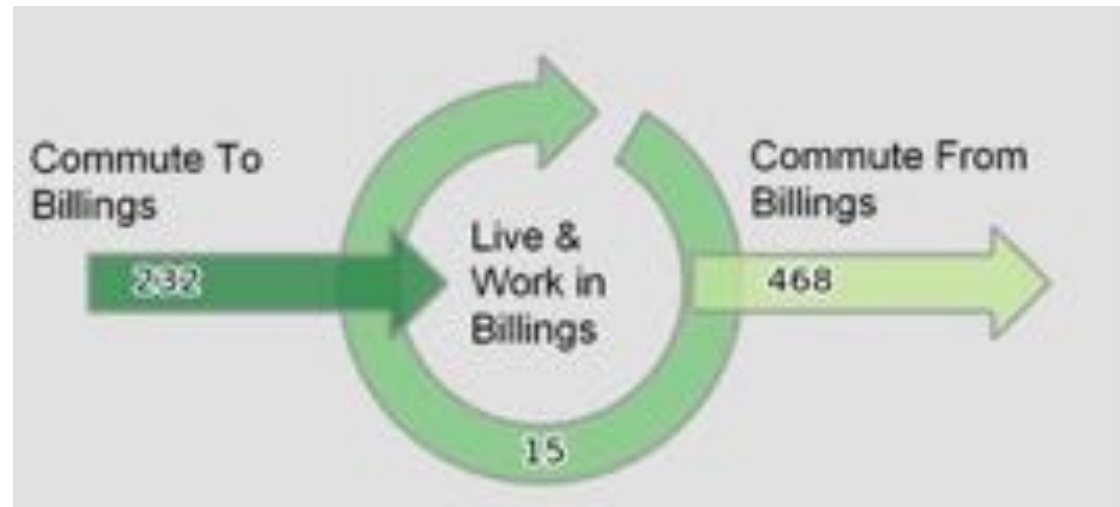 Commute To
Billings
232
Live &
Work in
Billings
15
Commute From
Billings
468